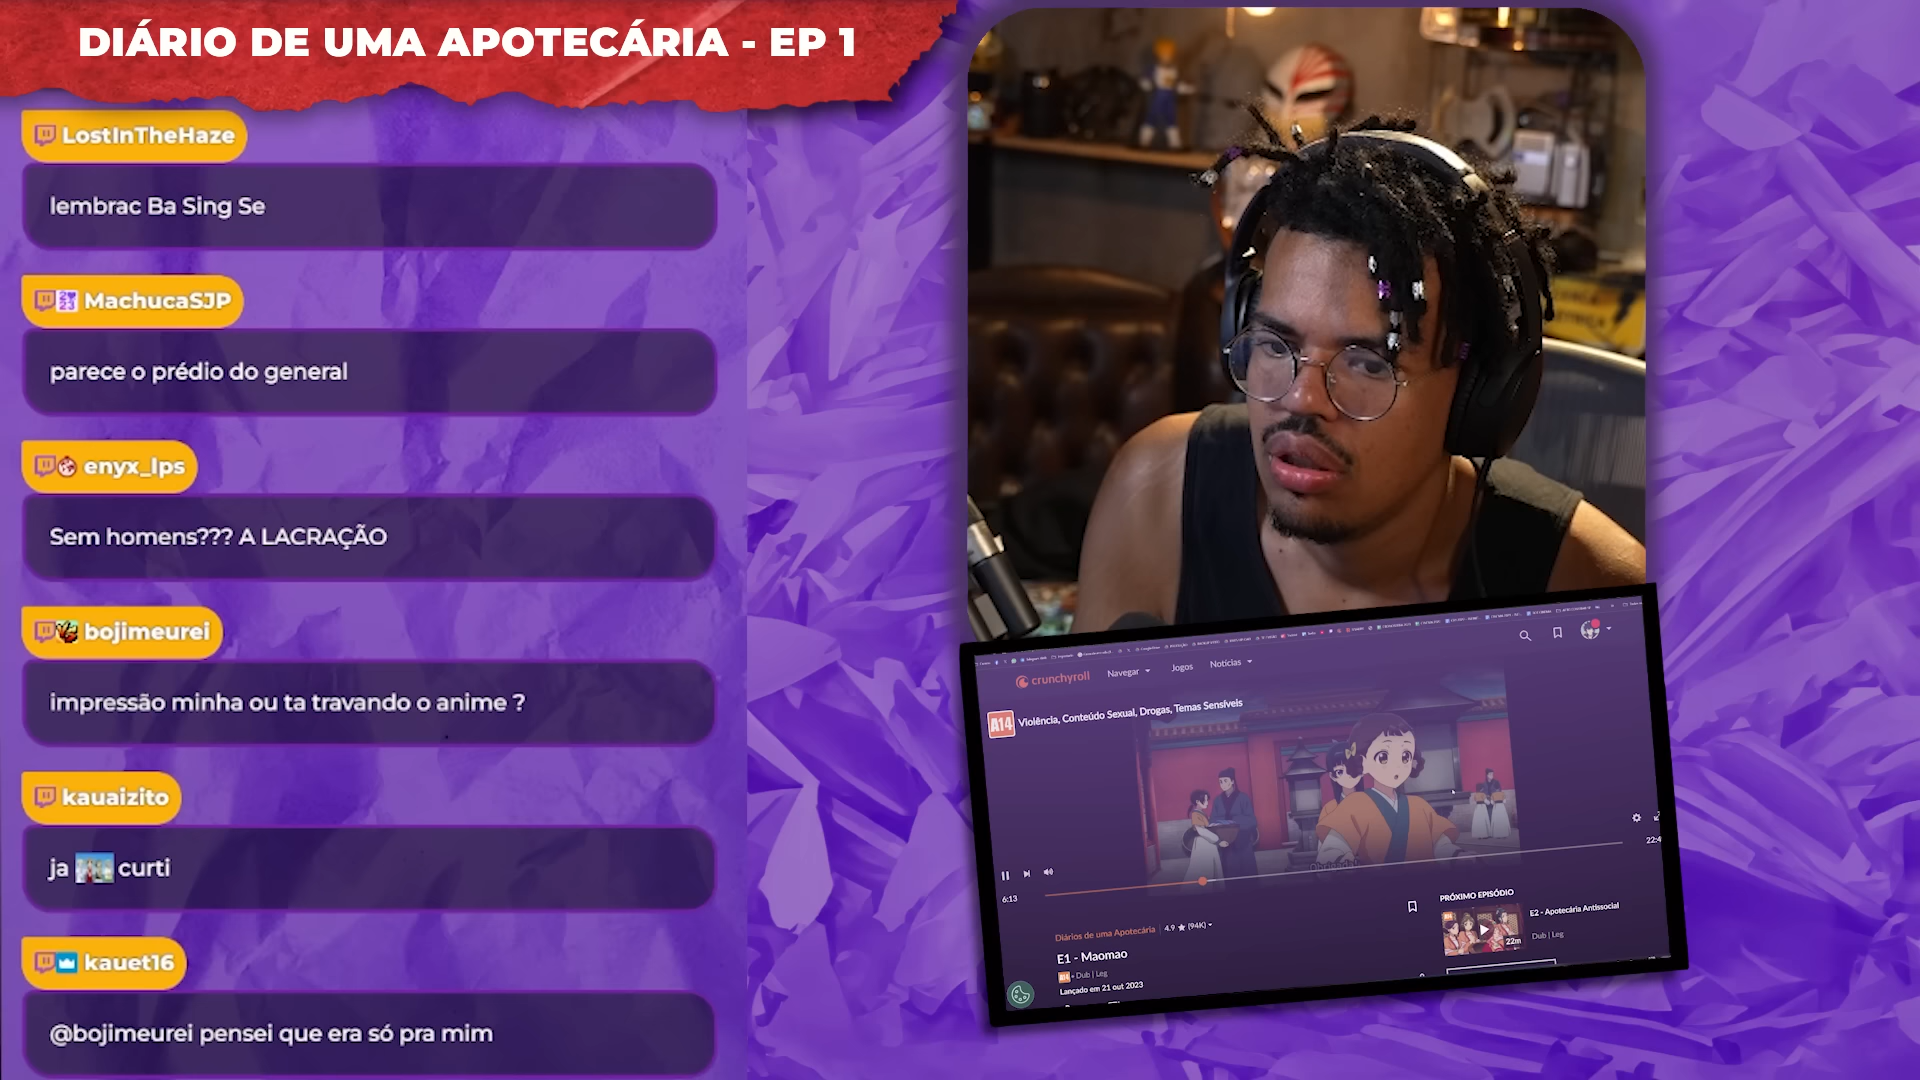 DIÁRIO DE UMA APOTECÁRIA - EP 1
LostInTheHaze
lembrac Ba Sing Se
MachucaSJP
parece o prédio do general
enyx_lps
Sem homens??? A LACRAÇÃO
bojimeurei
impressão minha ou ta travando o anime ?
kauaizito
ja curti
kauet16
@bojimeurei pensei que era só pra mim
crunchyroll
Navegar
Jogos
Notícias
A14 Violência, Conteúdo Sexual, Drogas, Temas Sensíveis
6:13
Diários de uma Apotecária
4.9 ★ (94K)
E1 - Maomao
A14 • Dub | Leg
Lançado em 21 out 2023
PRÓXIMO EPISÓDIO
22m
E2 - Apotecária Antissocial
Dub | Leg